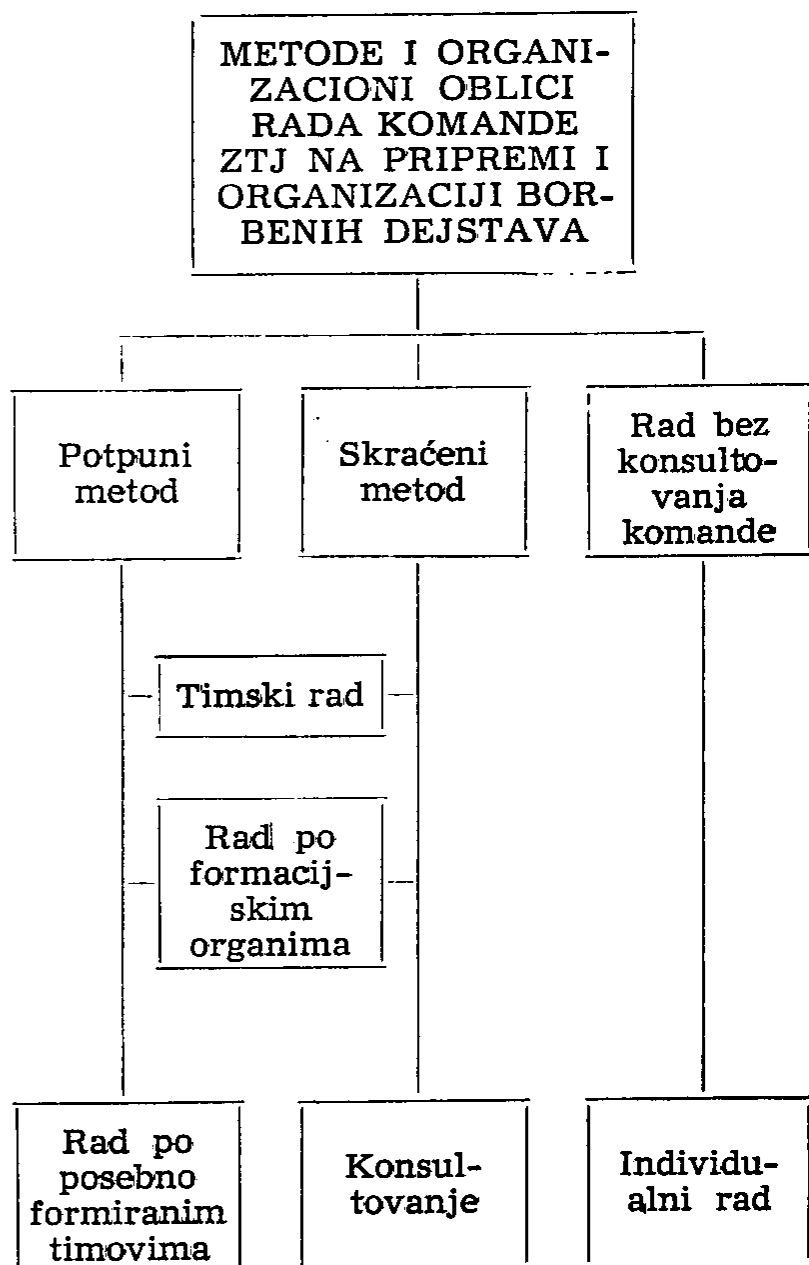 METODE I ORGANI-
ZACIONI OBLICI
RADA KOMANDE
ZTJ NA PRIPREMI I
ORGANIZACIJI BOR-
BENIH DEJSTAVA
Potpuni
metod
Skraćeni
metod
Rad bez
konsulto-
vanja
komande
Timski rad
Rad po
formacij-
skim
organima
Rad po
posebno
formiranim
timovima
Konsul-
tovanje
Individu-
alni rad